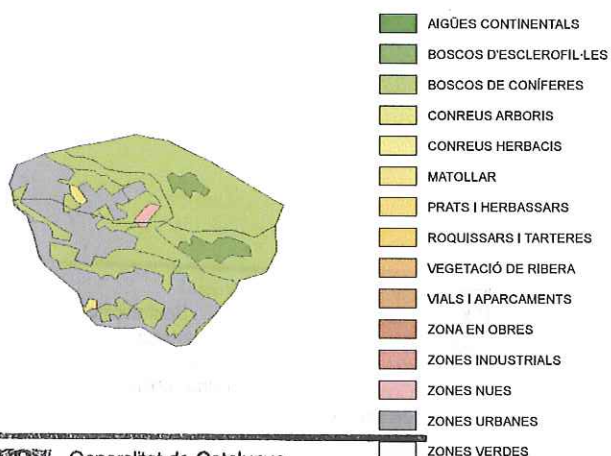 AIGÜES CONTINENTALS
BOSCOS D'ESCLEROFIL·LES
BOSCOS DE CONÍFERES
CONREUS ARBORIS
CONREUS HERBACIS
MATOLLAR
PRATS I HERBASSARS
ROQUISSARS I TARTERES
VEGETACIÓ DE RIBERA
VIALS I APARCAMENTS
ZONA EN OBRES
ZONES INDUSTRIALS
ZONES NUES
ZONES URBANES
ZONES VERDES
Generalitat de Catalunya